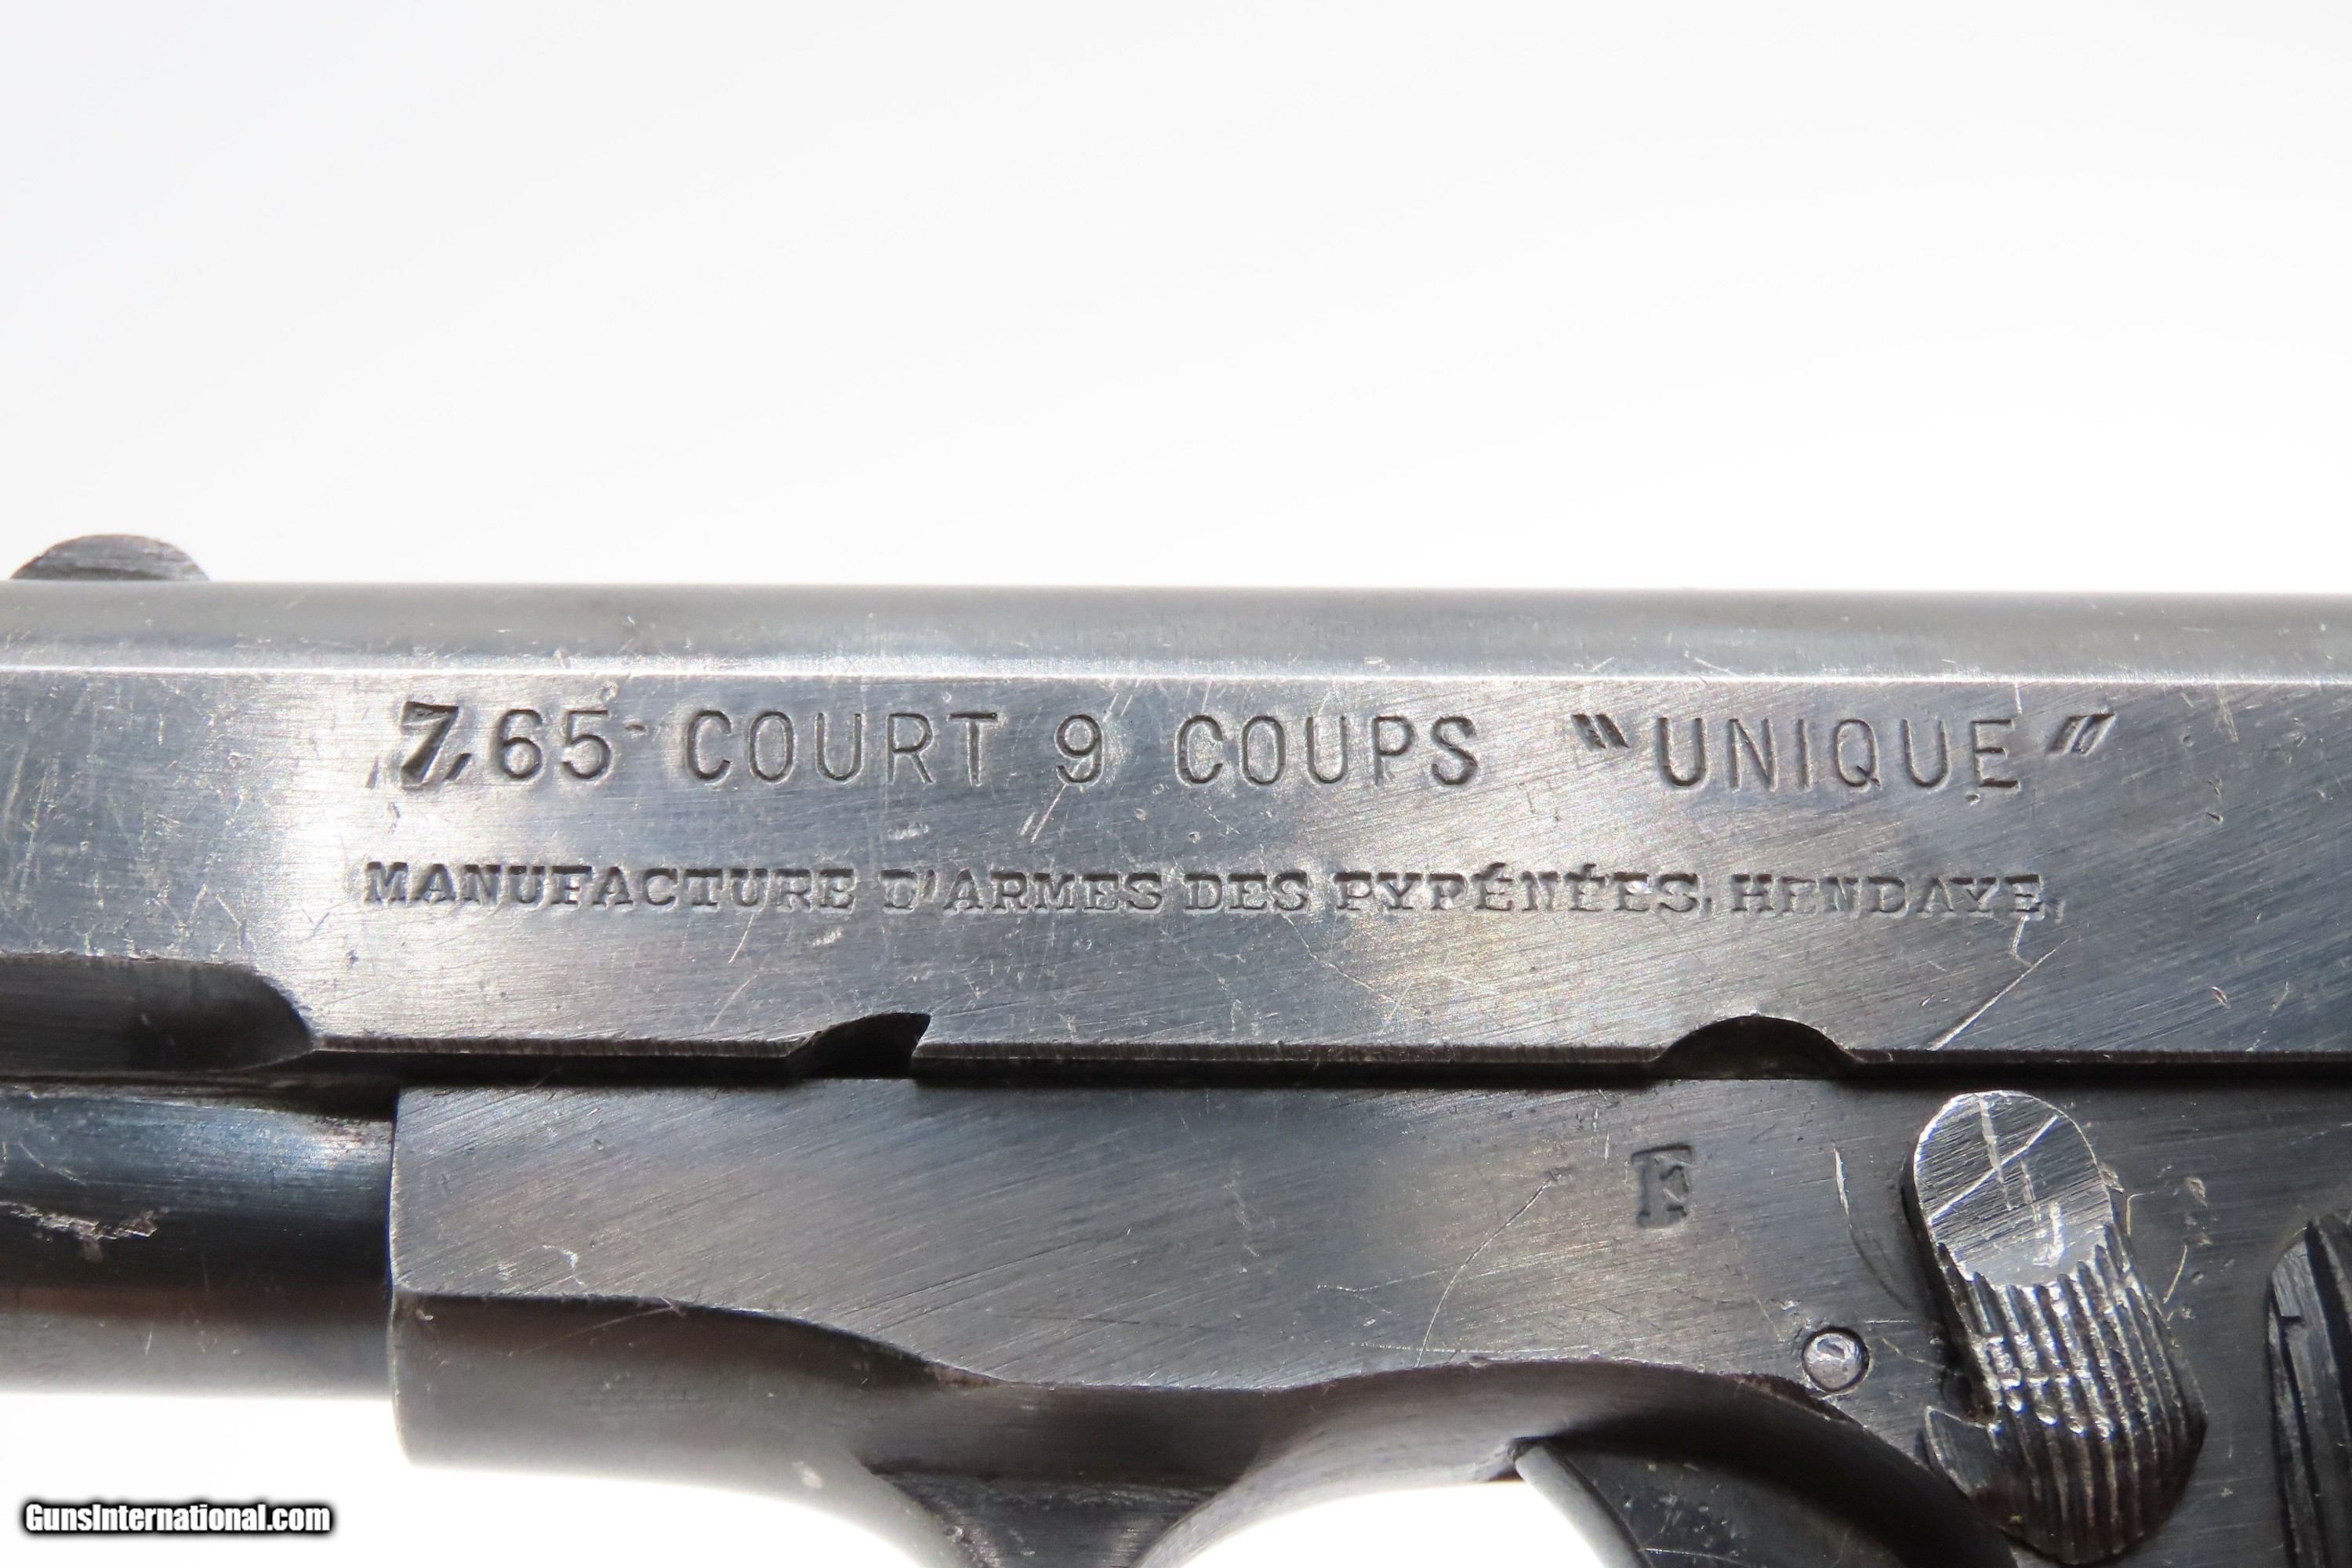 7,65 COURT 9 COUPS "UNIQUE"
MANUFACTURE D'ARMES DES PYRÉNÉES. HENDAYE.
E
GunsInternational.com